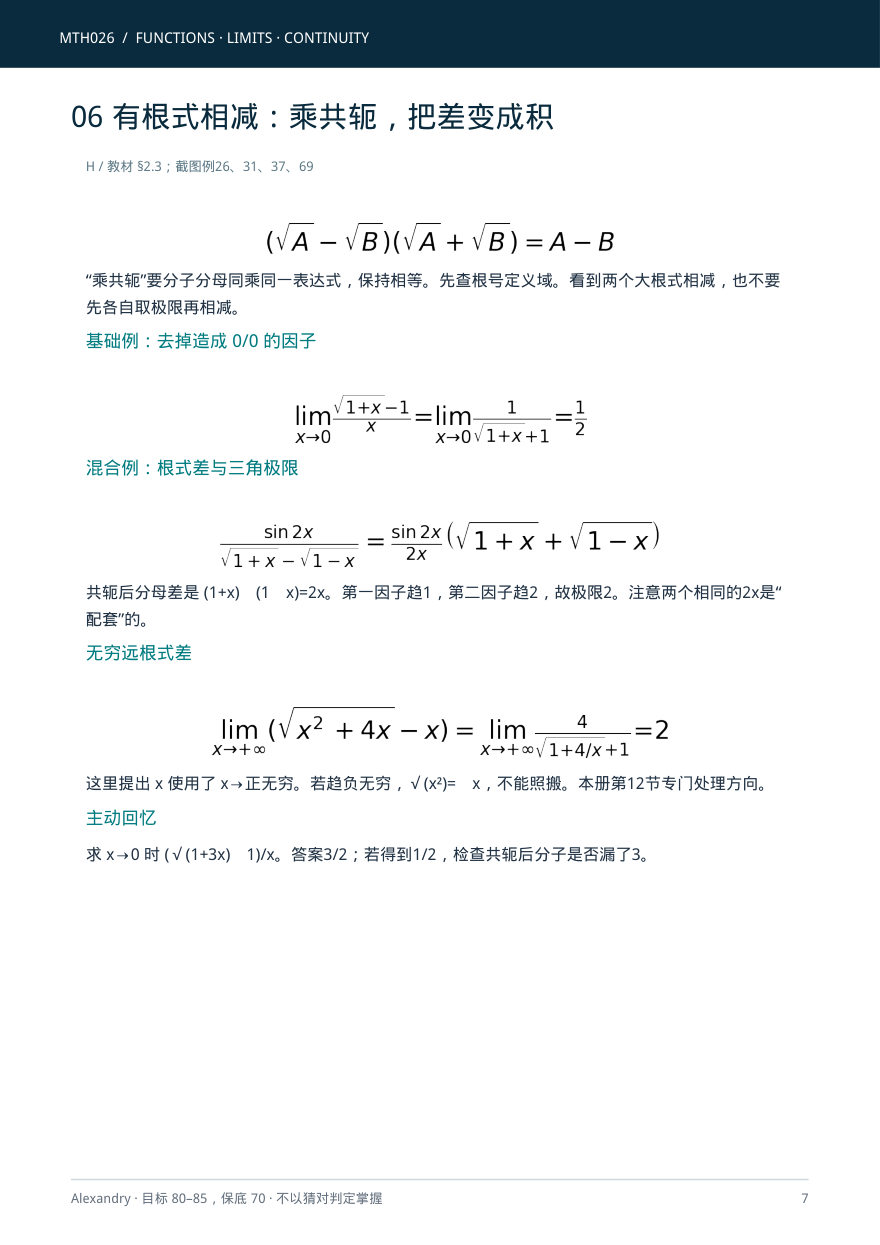 MTH026 / FUNCTIONS · LIMITS · CONTINUITY
06 有根式相减：乘共轭，把差变成积
H / 教材 §2.3；截图例26、31、37、69
(√A − √B)(√A + √B) = A − B
“乘共轭”要分子分母同乘同一表达式，保持相等。先查根号定义域。看到两个大根式相减，也不要
先各自取极限再相减。
基础例：去掉造成 0/0 的因子
lim x→0 (√(1+x)−1)/x = lim x→0 1/(√(1+x)+1) = 1/2
混合例：根式差与三角极限
sin 2x/(√(1+x) − √(1−x)) = sin 2x/2x (√(1+x) + √(1−x))
共轭后分母差是 (1+x) (1 x)=2x。第一因子趋1，第二因子趋2，故极限2。注意两个相同的2x是“
配套”的。
无穷远根式差
lim x→+∞ (√(x² + 4x) − x) = lim x→+∞ 4/(√(1+4/x)+1) = 2
这里提出 x 使用了 x→正无穷。若趋负无穷，√(x²)= x，不能照搬。本册第12节专门处理方向。
主动回忆
求 x→0 时 (√(1+3x) 1)/x。答案3/2；若得到1/2，检查共轭后分子是否漏了3。
Alexandry · 目标 80–85，保底 70 · 不以猜对判定掌握
7